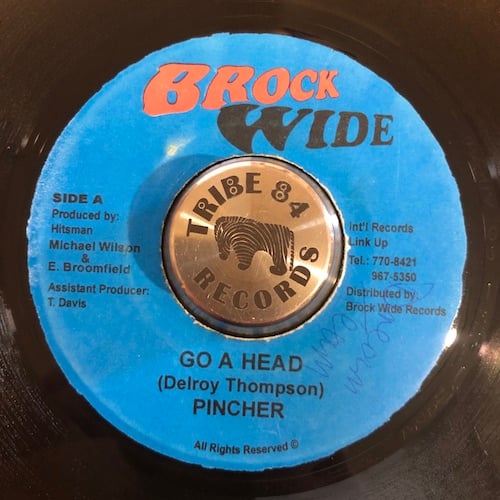 BROCK
WIDE
SIDE A
Produced by:
Hitsman
Michael Wilson
&
E. Broomfield
Assistant Producer:
T. Davis
TRIBE 84
RECORDS
Int'l Records
Link Up
Tel.: 770-8421
967-5350
Distributed by:
Brock Wide Records
GO A HEAD
(Delroy Thompson)
PINCHER
All Rights Reserved ©